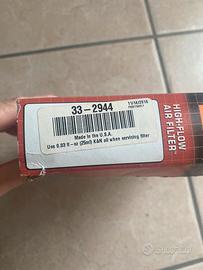 33-2944
Made in the U.S.A.
Use 0.83 fl - oz (25ml) K&N oil when servicing filter
HIGH-FLOW
AIR FILTER